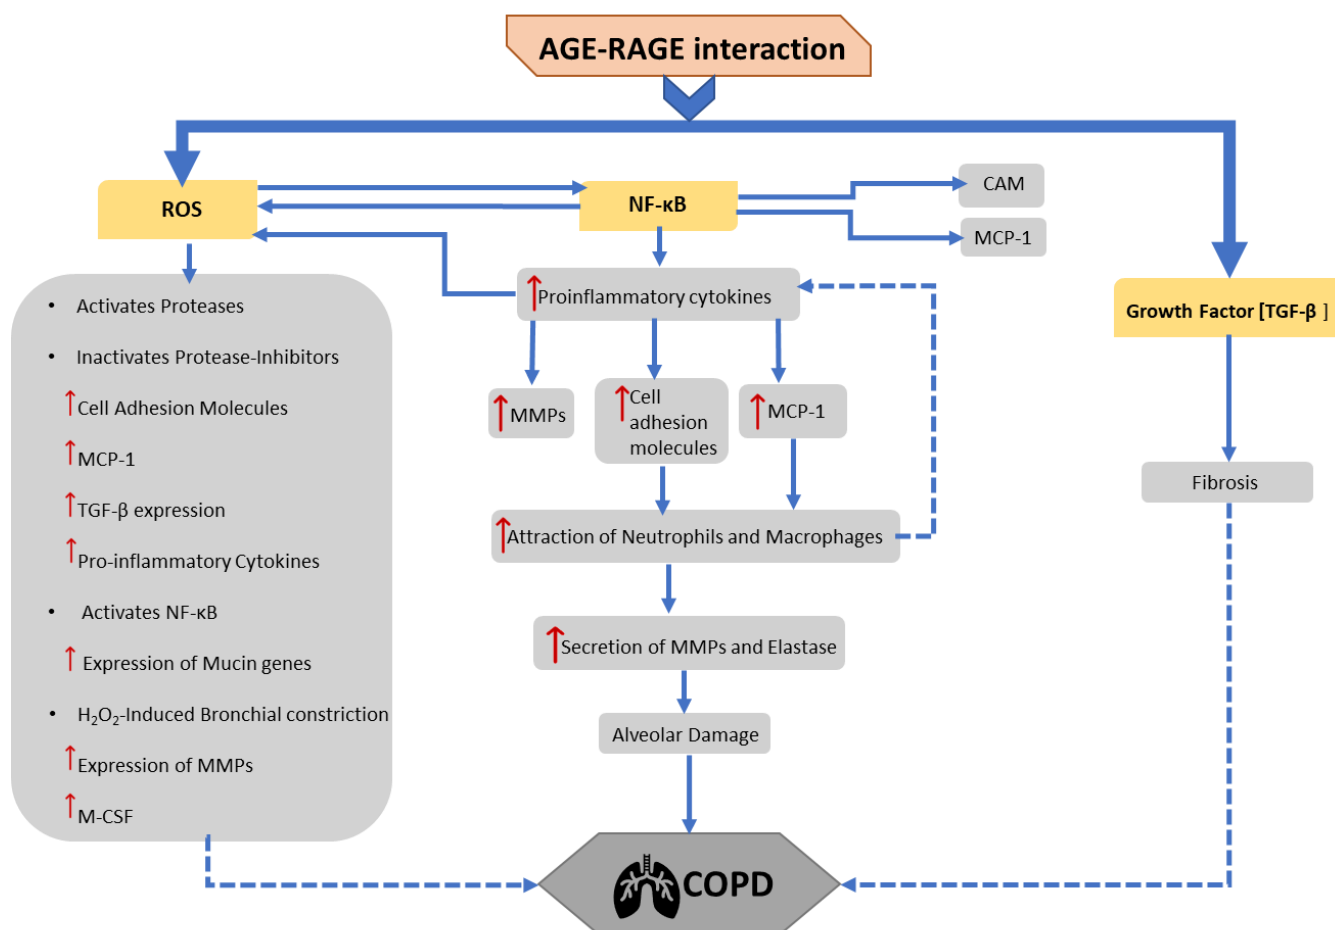 AGE-RAGE interaction
ROS
NF-κB
CAM
MCP-1
Growth Factor [TGF-β ]
• Activates Proteases
• Inactivates Protease-Inhibitors
↑Cell Adhesion Molecules
↑MCP-1
↑TGF-β expression
↑Pro-inflammatory Cytokines
• Activates NF-κB
↑ Expression of Mucin genes
• H₂O₂-Induced Bronchial constriction
↑Expression of MMPs
↑M-CSF
↑Proinflammatory cytokines
↑MMPs
↑Cell
adhesion
molecules
↑MCP-1
↑Attraction of Neutrophils and Macrophages
↑Secretion of MMPs and Elastase
Alveolar Damage
Fibrosis
COPD